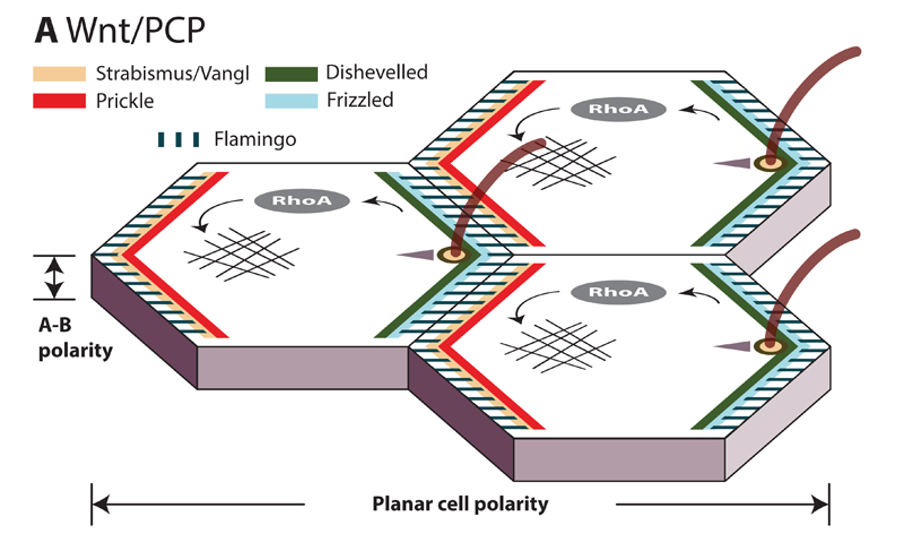 A Wnt/PCP
Strabismus/Vangl
Dishevelled
Prickle
Frizzled
Flamingo
RhoA
RhoA
RhoA
A-B
polarity
Planar cell polarity